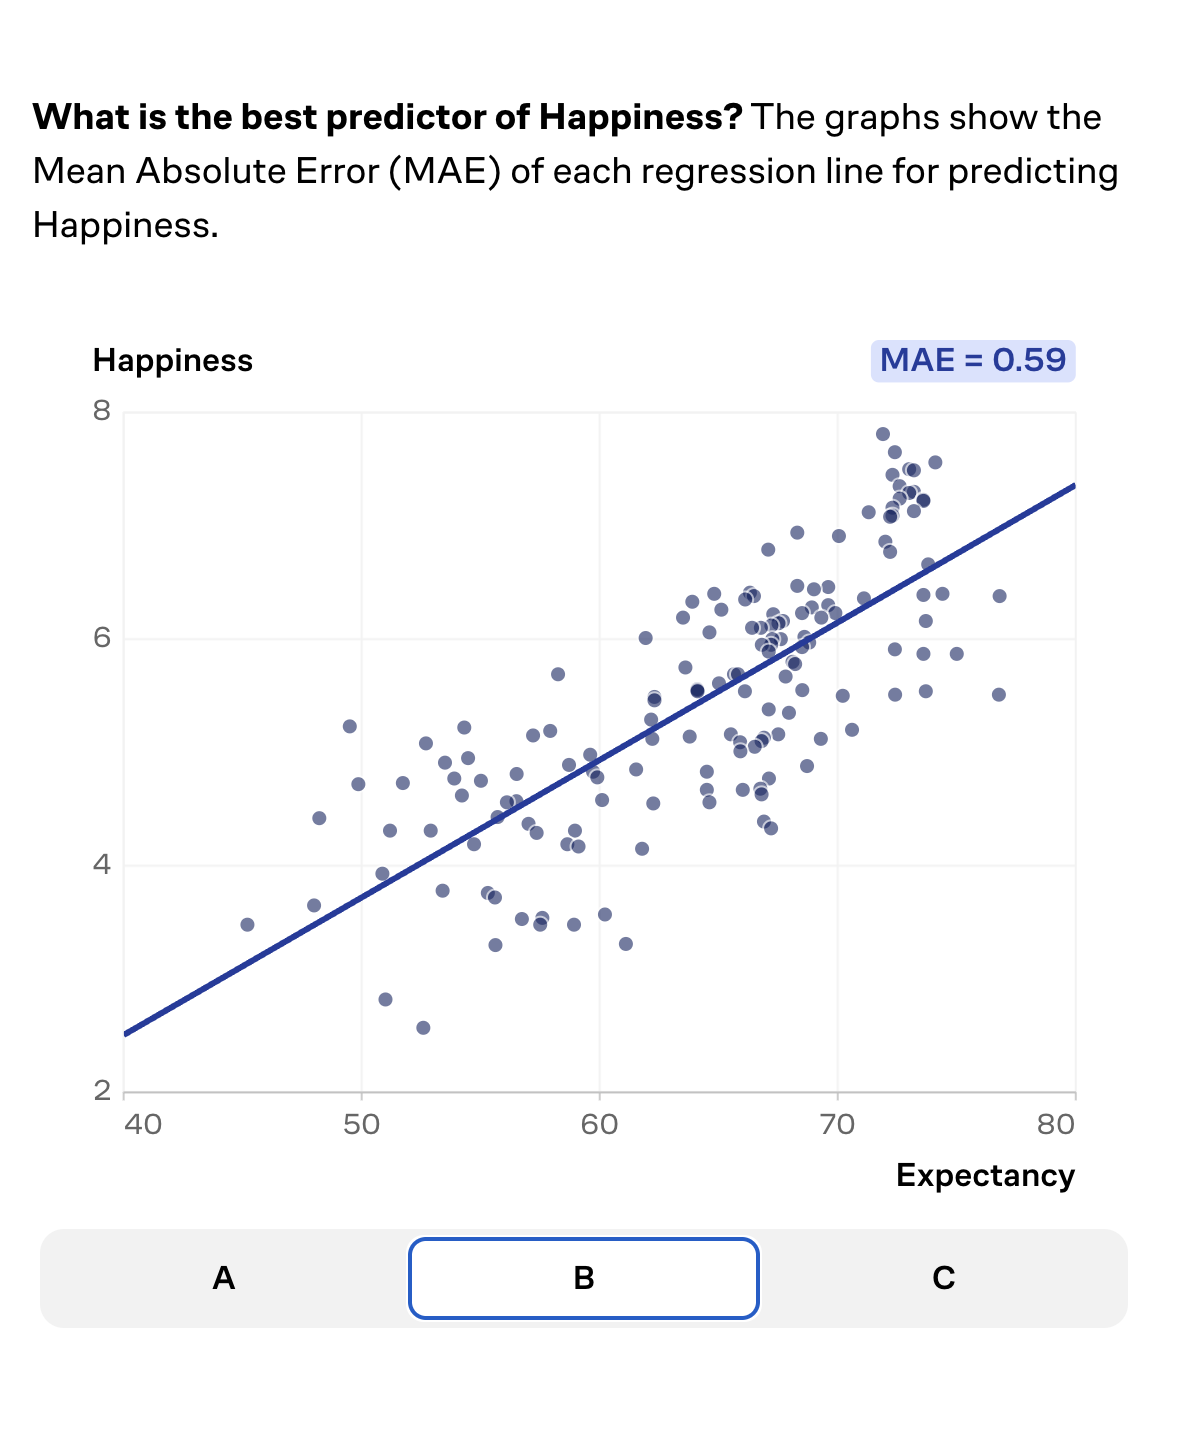 What is the best predictor of Happiness? The graphs show the
Mean Absolute Error (MAE) of each regression line for predicting
Happiness.
Happiness
MAE = 0.59
8
6
4
2
40 50 60 70 80
Expectancy
A B C